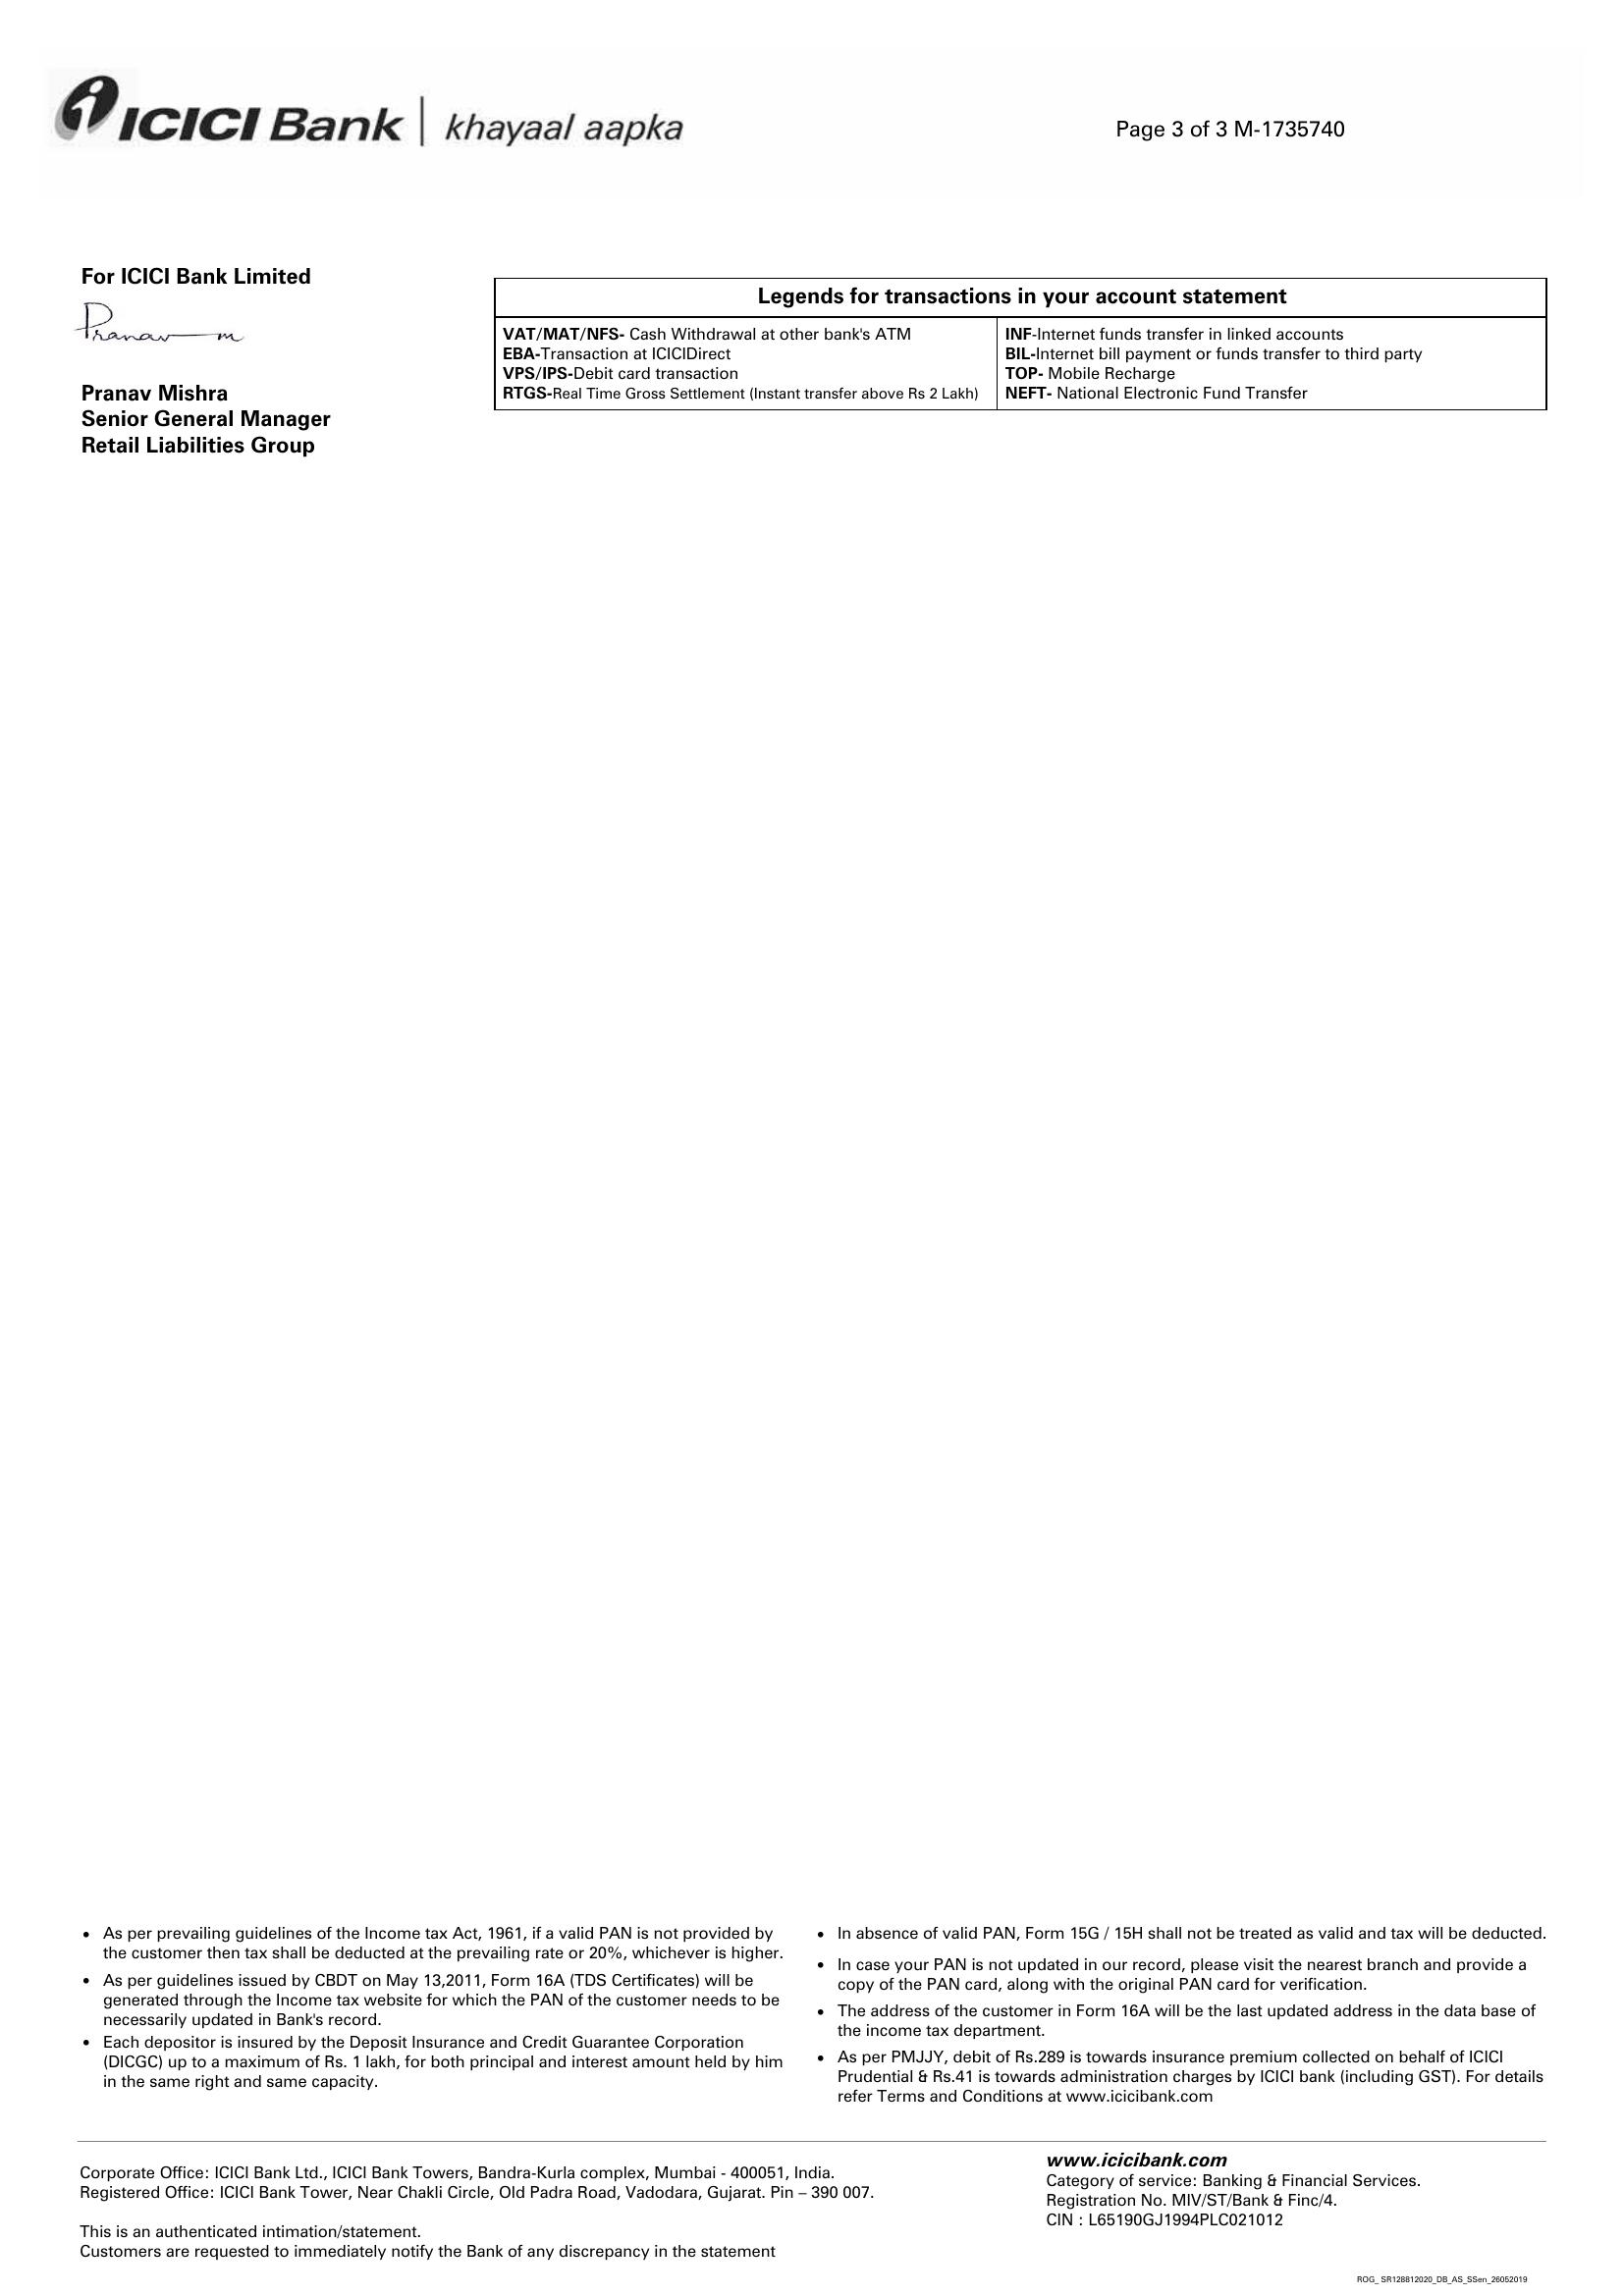 ICICI Bank | khayaal aapka
Page 3 of 3 M-1735740
For ICICI Bank Limited
Pranav m
Pranav Mishra
Senior General Manager
Retail Liabilities Group
Legends for transactions in your account statement
VAT/MAT/NFS- Cash Withdrawal at other bank's ATM
EBA-Transaction at ICICIDirect
VPS/IPS-Debit card transaction
RTGS-Real Time Gross Settlement (Instant transfer above Rs 2 Lakh)
INF-Internet funds transfer in linked accounts
BIL-Internet bill payment or funds transfer to third party
TOP- Mobile Recharge
NEFT- National Electronic Fund Transfer
• As per prevailing guidelines of the Income tax Act, 1961, if a valid PAN is not provided by
the customer then tax shall be deducted at the prevailing rate or 20%, whichever is higher.
• As per guidelines issued by CBDT on May 13,2011, Form 16A (TDS Certificates) will be
generated through the Income tax website for which the PAN of the customer needs to be
necessarily updated in Bank's record.
• Each depositor is insured by the Deposit Insurance and Credit Guarantee Corporation
(DICGC) up to a maximum of Rs. 1 lakh, for both principal and interest amount held by him
in the same right and same capacity.
• In absence of valid PAN, Form 15G / 15H shall not be treated as valid and tax will be deducted.
• In case your PAN is not updated in our record, please visit the nearest branch and provide a
copy of the PAN card, along with the original PAN card for verification.
• The address of the customer in Form 16A will be the last updated address in the data base of
the income tax department.
• As per PMJJY, debit of Rs.289 is towards insurance premium collected on behalf of ICICI
Prudential & Rs.41 is towards administration charges by ICICI bank (including GST). For details
refer Terms and Conditions at www.icicibank.com
Corporate Office: ICICI Bank Ltd., ICICI Bank Towers, Bandra-Kurla complex, Mumbai - 400051, India.
Registered Office: ICICI Bank Tower, Near Chakli Circle, Old Padra Road, Vadodara, Gujarat. Pin – 390 007.
This is an authenticated intimation/statement.
Customers are requested to immediately notify the Bank of any discrepancy in the statement
www.icicibank.com
Category of service: Banking & Financial Services.
Registration No. MIV/ST/Bank & Finc/4.
CIN : L65190GJ1994PLC021012
ROG_ SR128812020_DB_AS_SSen_26052019